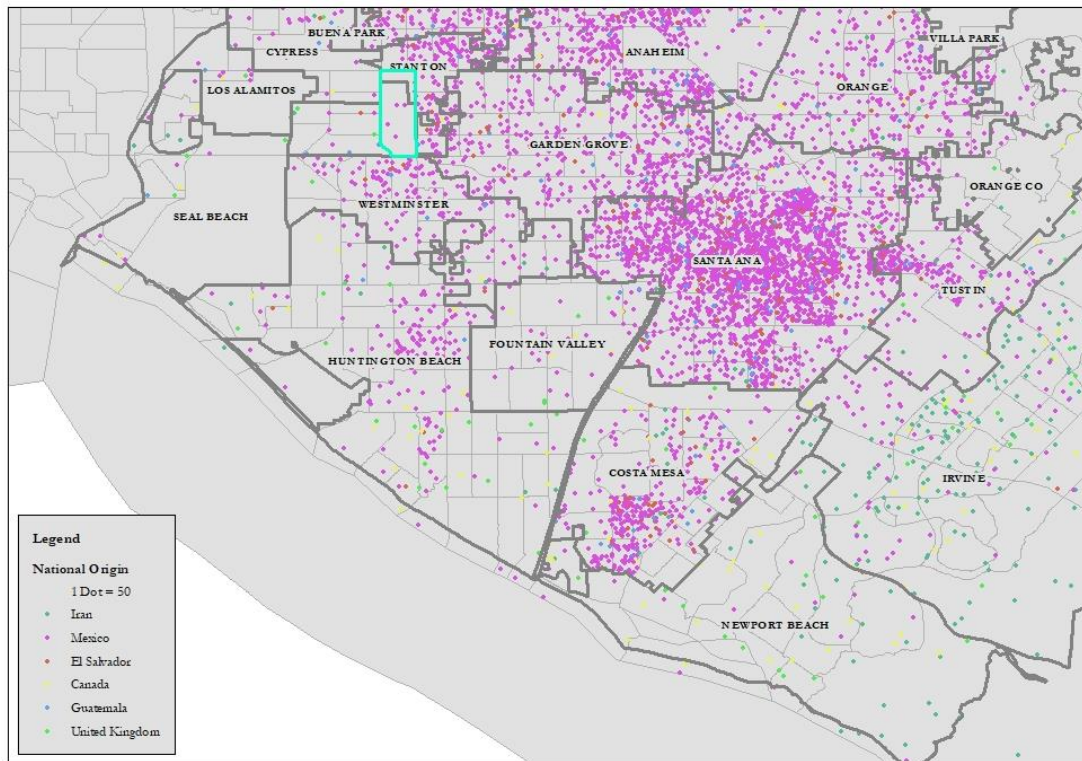 BUENA PARK
CYPRESS
ANAHEIM
VILLA PARK
STANTON
LOS ALAMITOS
ORANGE
GARDEN GROVE
ORANGE CO
WESTMINSTER
SEAL BEACH
SANTA ANA
TUSTIN
FOUNTAIN VALLEY
HUNTINGTON BEACH
COSTA MESA
IRVINE
NEWPORT BEACH
Legend
National Origin
1 Dot = 50
Iran
Mexico
El Salvador
Canada
Guatemala
United Kingdom